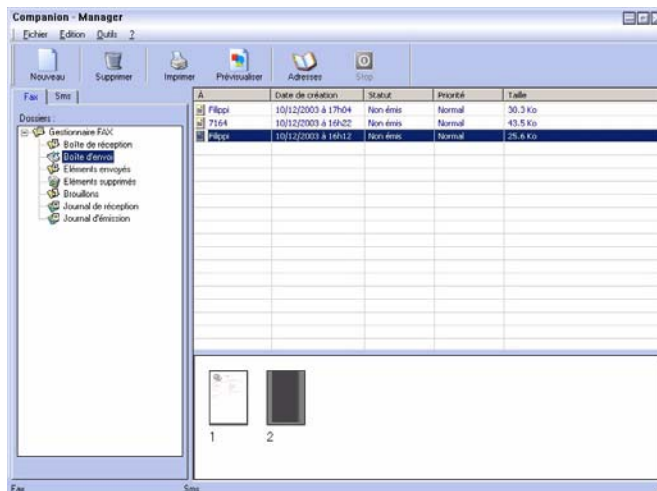 Companion - Manager
Fichier Edition Outils ?
Nouveau Supprimer Imprimer Prévisualiser Adresses Stop
Fax Sms
Dossiers :
Gestionnaire FAX
Boîte de réception
Boîte d'envoi
Eléments envoyés
Eléments supprimés
Brouillons
Journal de réception
Journal d'émission
A Date de création Statut Priorité Taille
Filippi 10/12/2003 à 17h04 Non émis Normal 30.3 Ko
7164 10/12/2003 à 16h22 Non émis Normal 43.5 Ko
Filippi 10/12/2003 à 16h12 Non émis Normal 25.6 Ko
1 2
Fax Sms